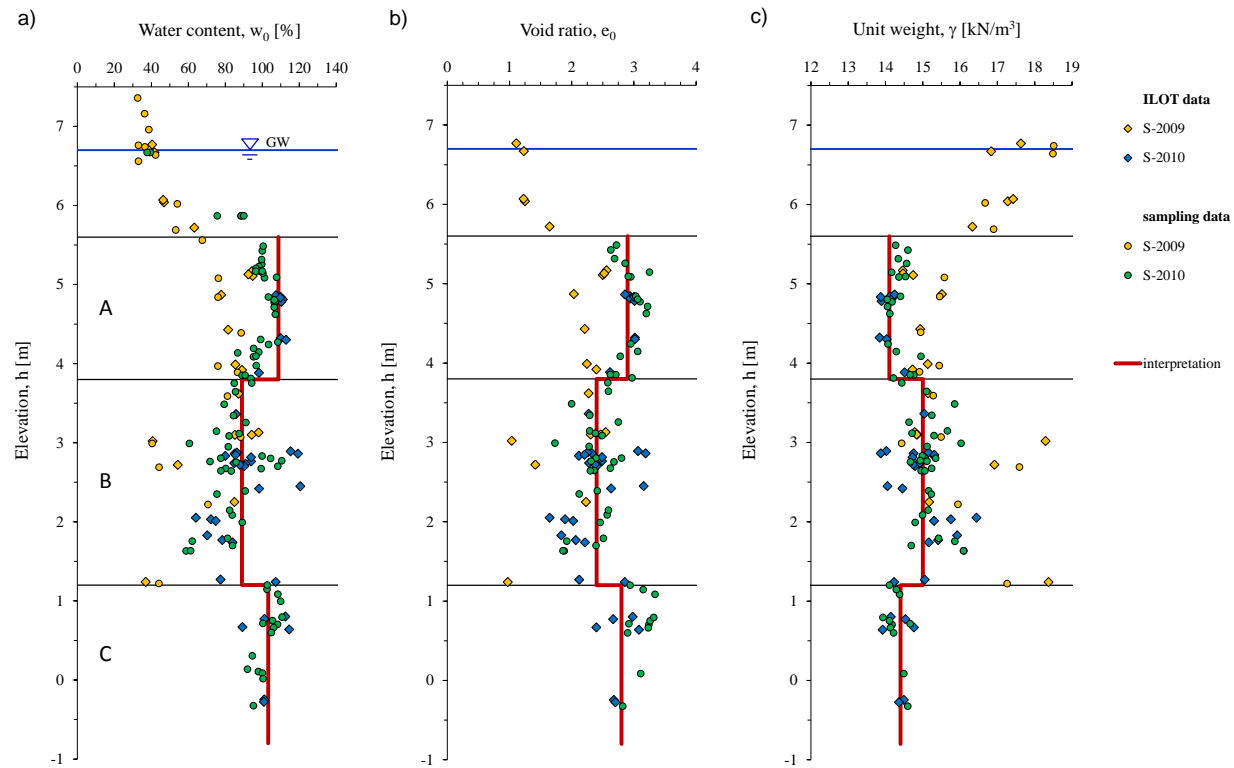 a)
Water content, w0 [%]
0 20 40 60 80 100 120 140
Elevation, h [m]
7
6
5
4
3
2
1
0
-1
GW
A
B
C
b)
Void ratio, e0
0 1 2 3 4
Elevation, h [m]
7
6
5
4
3
2
1
0
-1
c)
Unit weight, γ [kN/m³]
12 13 14 15 16 17 18 19
Elevation, h [m]
7
6
5
4
3
2
1
0
-1
ILOT data
S-2009
S-2010
sampling data
S-2009
S-2010
interpretation